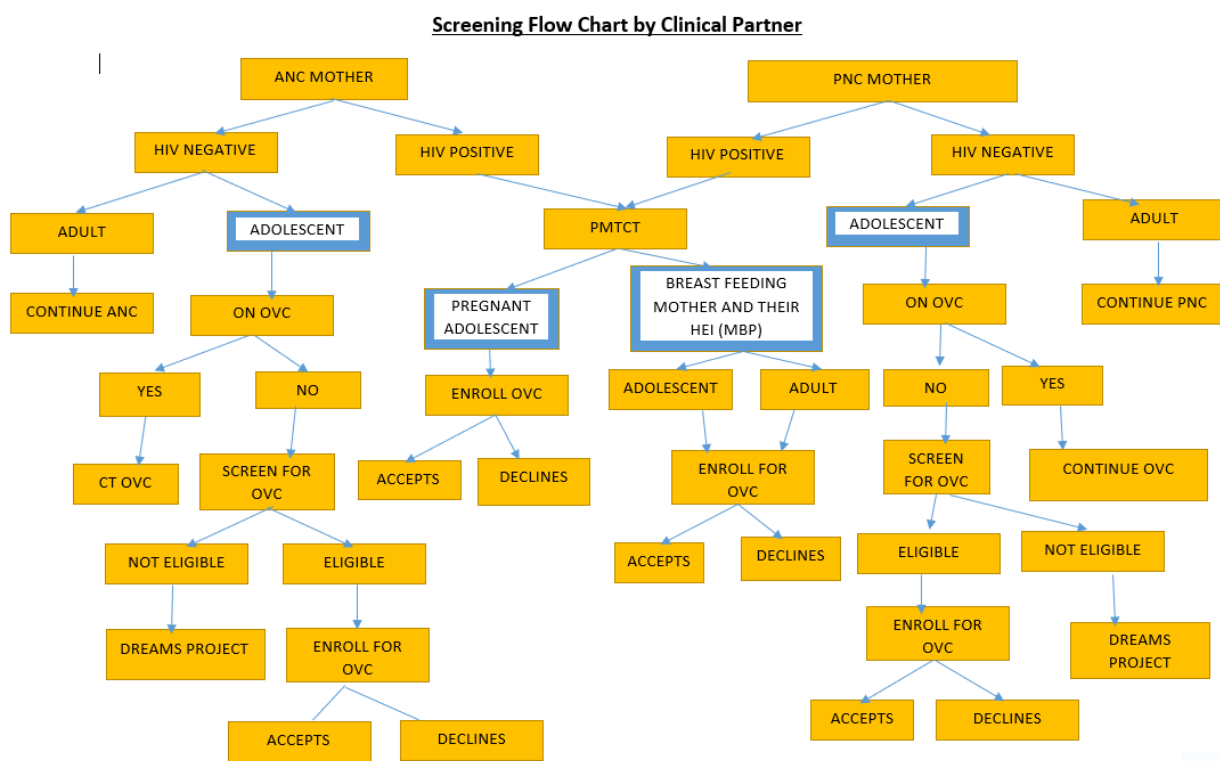 Screening Flow Chart by Clinical Partner
ANC MOTHER
PNC MOTHER
HIV NEGATIVE
HIV POSITIVE
HIV POSITIVE
HIV NEGATIVE
ADULT
ADOLESCENT
PMTCT
ADOLESCENT
ADULT
CONTINUE ANC
ON OVC
PREGNANT
ADOLESCENT
BREAST FEEDING
MOTHER AND THEIR
HEI (MBP)
ON OVC
CONTINUE PNC
YES
NO
ENROLL OVC
ADOLESCENT
ADULT
NO
YES
CT OVC
SCREEN FOR
OVC
ACCEPTS
DECLINES
ENROLL FOR
OVC
SCREEN
FOR OVC
CONTINUE OVC
NOT ELIGIBLE
ELIGIBLE
ACCEPTS
DECLINES
ELIGIBLE
NOT ELIGIBLE
DREAMS PROJECT
ENROLL FOR
OVC
ENROLL FOR
OVC
DREAMS
PROJECT
ACCEPTS
DECLINES
ACCEPTS
DECLINES